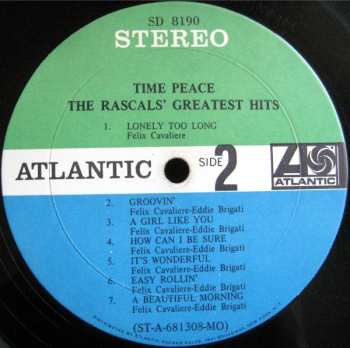 SD 8190
STEREO
TIME PEACE
THE RASCALS' GREATEST HITS
1. LONELY TOO LONG
Felix Cavaliere
ATLANTIC SIDE 2 ATLANTIC
2. GROOVIN'
Felix Cavaliere-Eddie Brigati
3. A GIRL LIKE YOU
Felix Cavaliere-Eddie Brigati
4. HOW CAN I BE SURE
Felix Cavaliere-Eddie Brigati
5. IT'S WONDERFUL
Felix Cavaliere-Eddie Brigati
6. EASY ROLLIN'
Felix Cavaliere-Eddie Brigati
7. A BEAUTIFUL MORNING
Felix Cavaliere-Eddie Brigati
(ST-A-681308-MO)